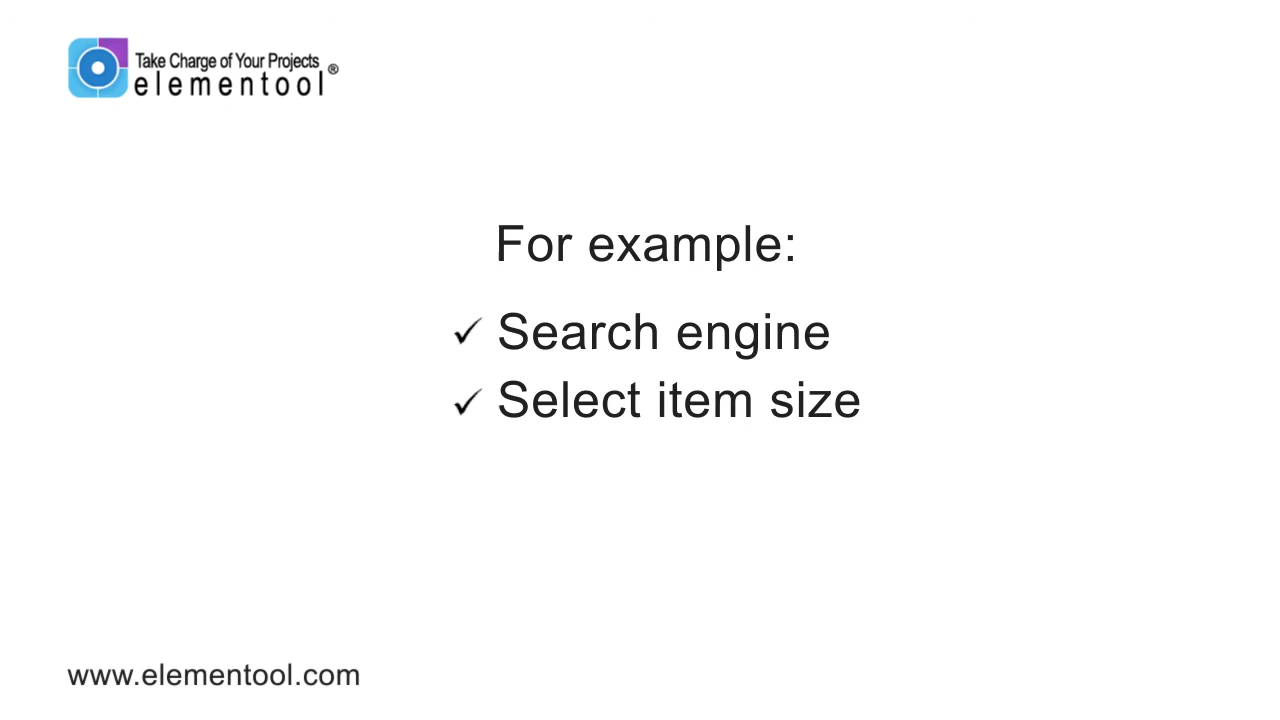 Take Charge of Your Projects
elementool®
For example:
✓ Search engine
✓ Select item size
www.elementool.com